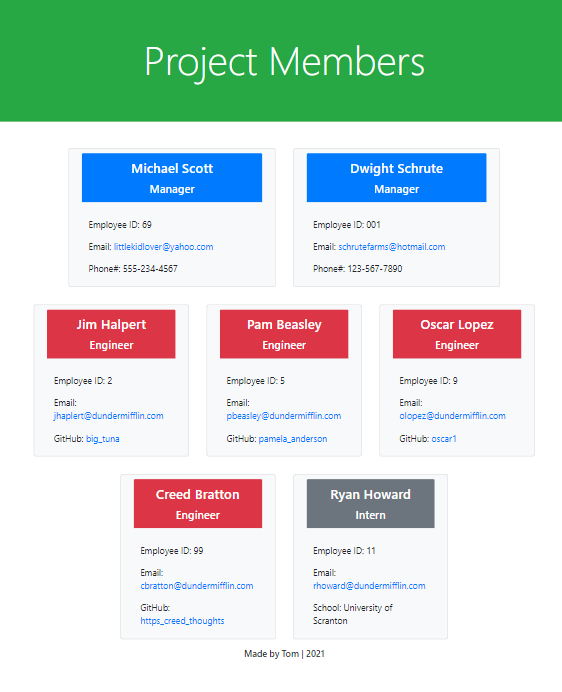 Project Members
Michael Scott
Manager
Employee ID: 69
Email: littlekidlover@yahoo.com
Phone#: 555-234-4567
Dwight Schrute
Manager
Employee ID: 001
Email: schrutefarms@hotmail.com
Phone#: 123-567-7890
Jim Halpert
Engineer
Employee ID: 2
Email:
jhaplert@dundermifflin.com
GitHub: big_tuna
Pam Beasley
Engineer
Employee ID: 5
Email:
pbeasley@dundermifflin.com
GitHub: pamela_anderson
Oscar Lopez
Engineer
Employee ID: 9
Email:
olopez@dundermifflin.com
GitHub: oscar1
Creed Bratton
Engineer
Employee ID: 99
Email:
cbratton@dundermifflin.com
GitHub:
https_creed_thoughts
Ryan Howard
Intern
Employee ID: 11
Email:
rhoward@dundermifflin.com
School: University of
Scranton
Made by Tom | 2021